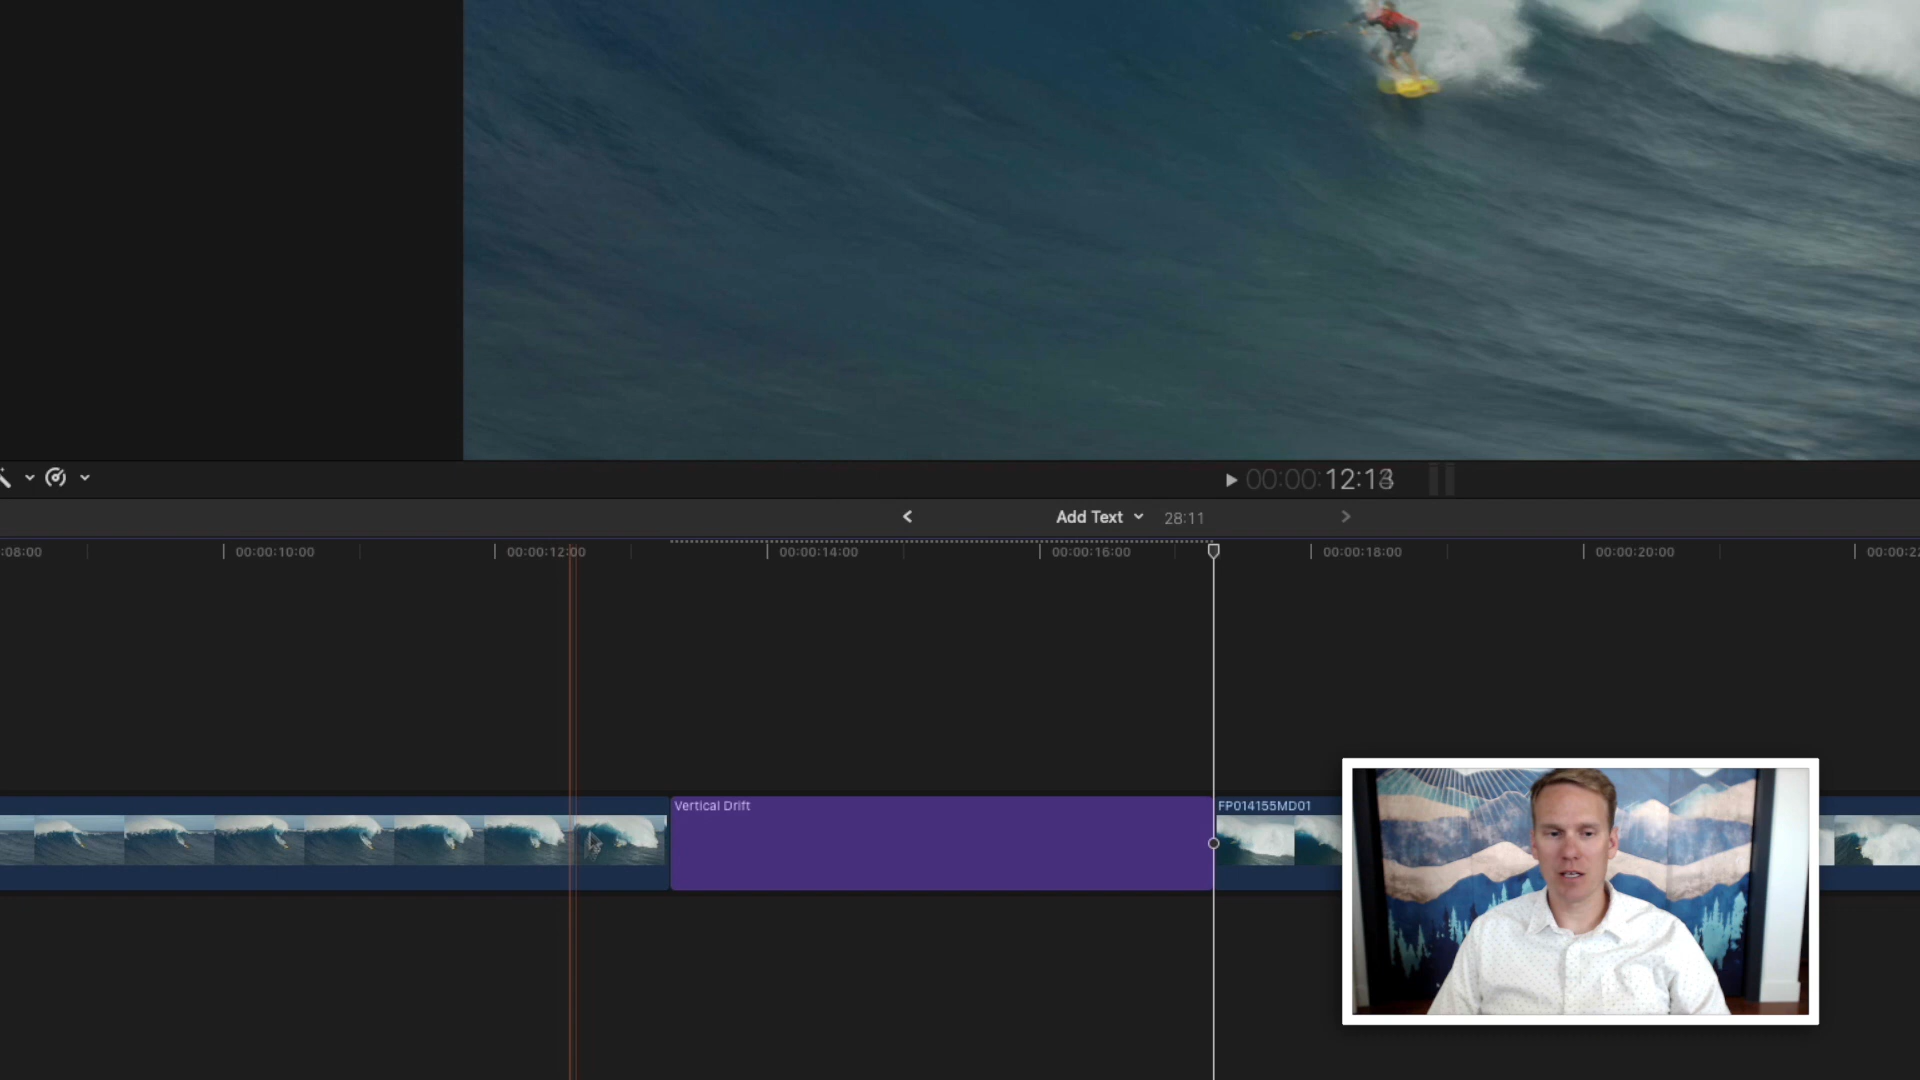 00:00:12:13
Add Text 28:11
:08:00 00:00:10:00 00:00:12:00 00:00:14:00 00:00:16:00 00:00:18:00 00:00:20:00 00:00:22
Vertical Drift FP014155MD01